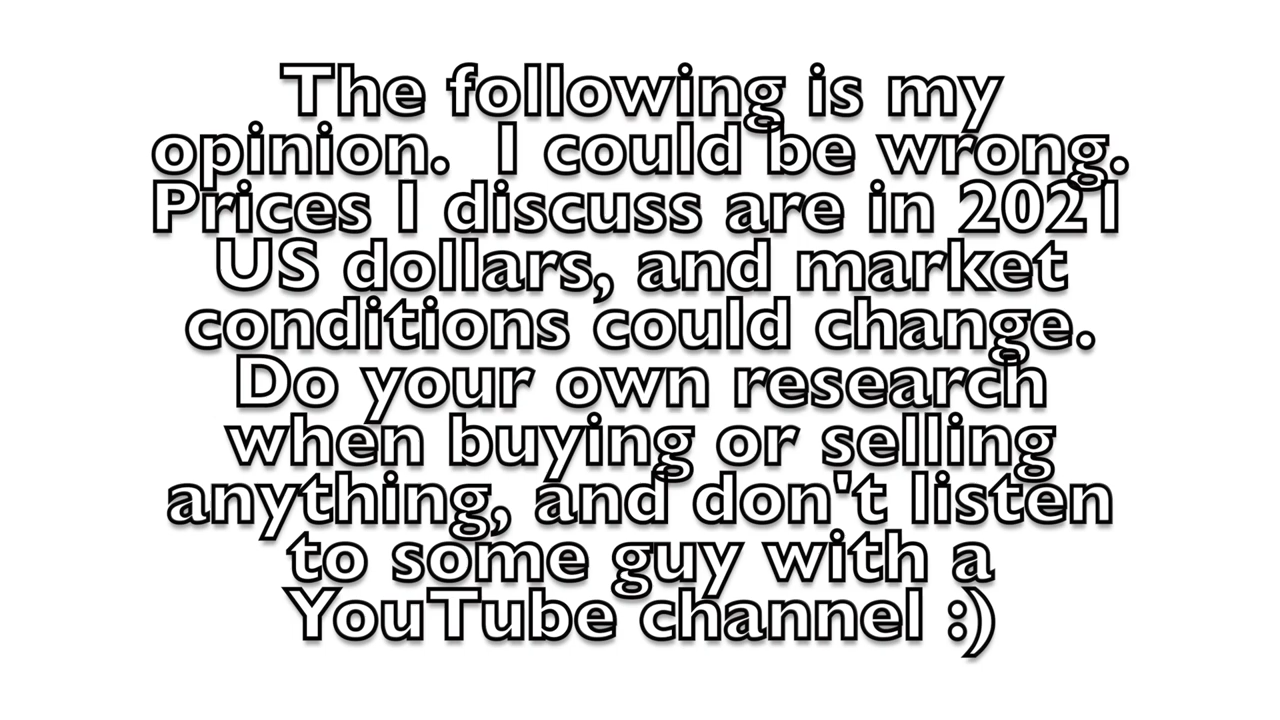 The following is my
opinion.  I could be wrong.
Prices I discuss are in 2021
US dollars, and market
conditions could change.
Do your own research
when buying or selling
anything, and don't listen
to some guy with a
YouTube channel :)